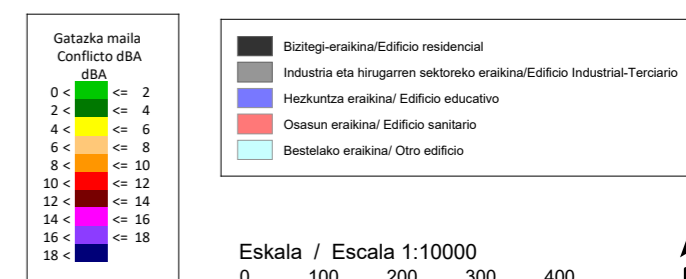 Gatazka maila
Conflicto dBA
dBA
0 < <= 2
2 < <= 4
4 < <= 6
6 < <= 8
8 < <= 10
10 < <= 12
12 < <= 14
14 < <= 16
16 < <= 18
18 <
Bizitegi-eraikina/Edificio residencial
Industria eta hirugarren sektoreko eraikina/Edificio Industrial-Terciario
Hezkuntza eraikina/ Edificio educativo
Osasun eraikina/ Edificio sanitario
Bestelako eraikina/ Otro edificio
Eskala / Escala 1:10000
0 100 200 300 400